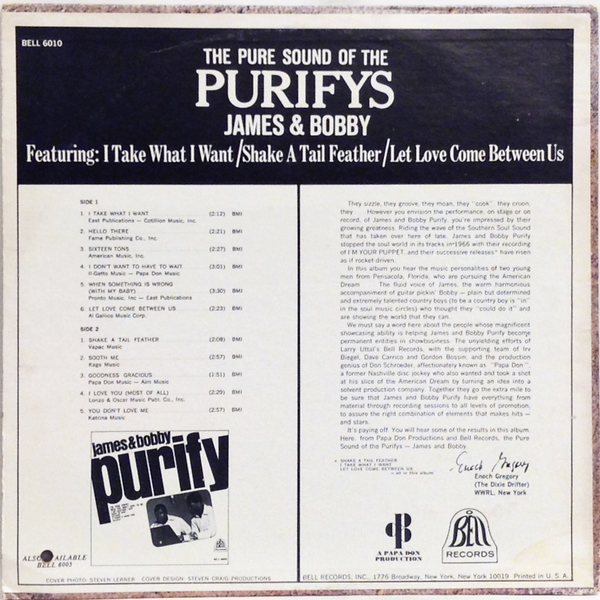 BELL 6010
THE PURE SOUND OF THE
PURIFYS
JAMES & BOBBY
Featuring: I Take What I Want/Shake A Tail Feather/Let Love Come Between Us
SIDE 1
1. I TAKE WHAT I WANT (2:12) BMI
East Publications — Cotillion Music, Inc.
2. HELLO THERE (2:21) BMI
Fame Publishing Co., Inc.
3. SIXTEEN TONS (2:27) BMI
American Music, Inc.
4. I DON'T WANT TO HAVE TO WAIT (3:01) BMI
Il-Gatto Music — Papa Don Music
5. WHEN SOMETHING IS WRONG
(WITH MY BABY) (3:30) BMI
Pronto Music, Inc — East Publications
6. LET LOVE COME BETWEEN US (2:23) BMI
Al Gallico Music Corp.
SIDE 2
1. SHAKE A TAIL FEATHER (2:08) BMI
Vapac Music
2. SOOTH ME (2:57) BMI
Kags Music
3. GOODNESS GRACIOUS (1:51) BMI
Papa Don Music — Aim Music
4. I LOVE YOU (MOST OF ALL) (2:25) BMI
Lonzo & Oscar Music Publ. Co., Inc.
5. YOU DON'T LOVE ME (2:57) BMI
Katrina Music
james & bobby
purify
ALSO AVAILABLE
BELL 6003
COVER PHOTO: STEVEN LERNER COVER DESIGN: STEVEN CRAIG PRODUCTIONS
They sizzle, they groove, they moan, they "cook", they croon,
they . . . However you envision the performance, on stage or on
record, of James and Bobby Purify, you're impressed by their
growing greatness. Riding the wave of the Southern Soul Sound
that has taken over here of late, James and Bobby Purify
stopped the soul world in its tracks in 1966 with their recording
of I'M YOUR PUPPET, and their successive releases* have risen
as if rocket-driven.
In this album you hear the music personalities of two young
men from Pensacola, Florida, who are pursuing the American
Dream . . . The fluid voice of James, the warm harmonious
accompaniment of guitar pickin' Bobby — plain but determined
and extremely talented country boys (to be a country boy is "in"
in the soul music circles) who thought they "could do it" and
are showing the world that they can.
We must say a word here about the people whose magnificent
showcasing ability is helping James and Bobby Purify become
permanent entities in showbusiness. The unyielding efforts of
Larry Uttal's Bell Records, with the supporting team of Irv
Biegel, Dave Carrico and Gordon Bossin, and the production
genius of Don Schroeder, affectionately known as "Papa Don",
a former Nashville disc jockey who also wanted and took a shot
at his slice of the American Dream by turning an idea into a
solvent production company. Together they go the extra mile to
be sure that James and Bobby Purify have everything from
material through recording sessions to all levels of promotion,
to assure the right combination of elements that makes hits —
and stars.
It's paying off. You will hear some of the results in this album.
Here, from Papa Don Productions and Bell Records, the Pure
Sound of the Purifys — James and Bobby.
* SHAKE A TAIL FEATHER
I TAKE WHAT I WANT
LET LOVE COME BETWEEN US
— all in this album
Enoch Gregory
Enoch Gregory
(The Dixie Drifter)
WWRL, New York
A PAPA DON
PRODUCTION
BELL
RECORDS
BELL RECORDS, INC., 1776 Broadway, New York, New York 10019 Printed in U.S.A.